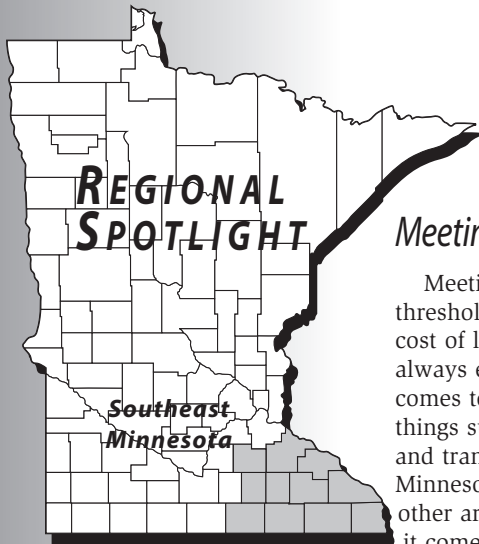 REGIONAL
SPOTLIGHT
Southeast
Minnesota
Meetin
Meeti
threshol
cost of l
always e
comes to
things su
and tran
Minneso
other ar
it come